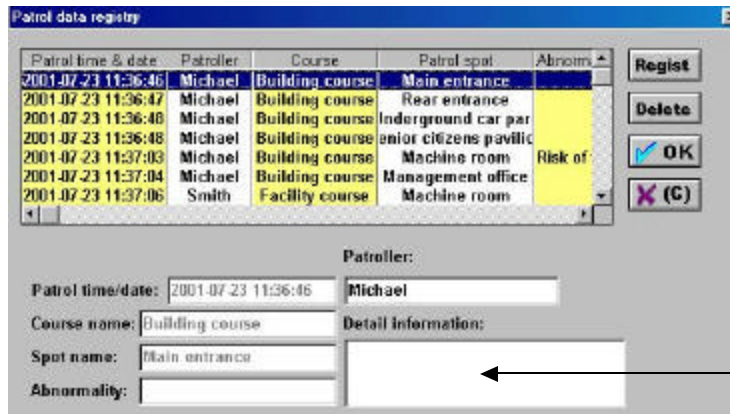 Patrol data registry
Patrol time & date Patroller Course Patrol spot Abnorm
2001-07-23 11:36:46 Michael Building course Main entrance
2001-07-23 11:36:47 Michael Building course Rear entrance
2001-07-23 11:36:48 Michael Building course Inderground car par
2001-07-23 11:36:48 Michael Building course enior citizens pavilic
2001-07-23 11:37:03 Michael Building course Machine room Risk of
2001-07-23 11:37:04 Michael Building course Management office
2001-07-23 11:37:06 Smith Facility course Machine room
Regist
Delete
OK
(C)
Patroller:
Patrol time/date: 2001-07-23 11:36:46 Michael
Course name: Building course Detail information:
Spot name: Main entrance
Abnormality: